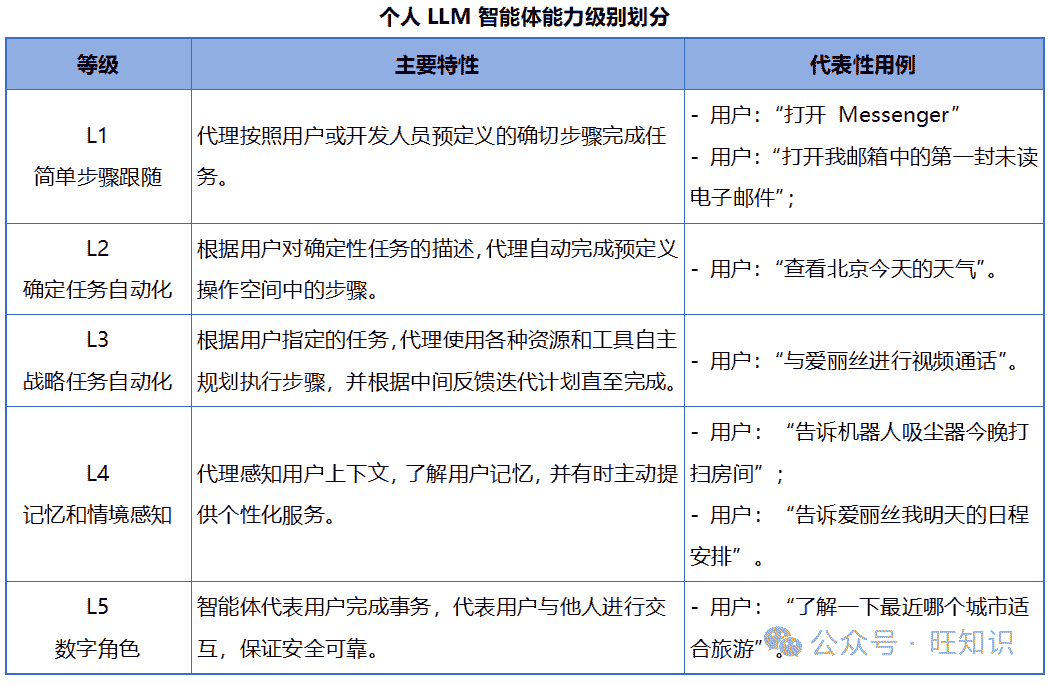 个人 LLM 智能体能力级别划分
等级
主要特性
代表性用例
L1
简单步骤跟随
代理按照用户或开发人员预定义的确切步骤完成任
务。
- 用户：“打开 Messenger”
- 用户：“打开我邮箱中的第一封未读
电子邮件”；
L2
确定任务自动化
根据用户对确定性任务的描述,代理自动完成预定义
操作空间中的步骤。
- 用户：“查看北京今天的天气”。
L3
战略任务自动化
根据用户指定的任务,代理使用各种资源和工具自主
规划执行步骤，并根据中间反馈迭代计划直至完成。
- 用户：“与爱丽丝进行视频通话”。
L4
记忆和情境感知
代理感知用户上下文，了解用户记忆，并有时主动提
供个性化服务。
- 用户： “告诉机器人吸尘器今晚打
扫房间” ；
- 用户： “告诉爱丽丝我明天的日程
安排” 。
L5
数字角色
智能体代表用户完成事务，代表用户与他人进行交
互，保证安全可靠。
- 用户： “了解一下最近哪个城市适
合旅游” 。
公众号 · 旺知识